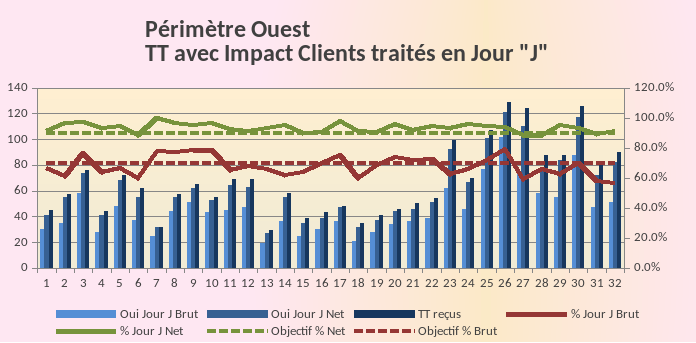 Périmètre Ouest
TT avec Impact Clients traités en Jour "J"
140 120.0%
120 100.0%
100 80.0%
80 60.0%
60 40.0%
40 20.0%
20 0.0%
0
1 2 3 4 5 6 7 8 9 10 11 12 13 14 15 16 17 18 19 20 21 22 23 24 25 26 27 28 29 30 31 32
Oui Jour J Brut Oui Jour J Net TT reçus % Jour J Brut
% Jour J Net Objectif % Net Objectif % Brut